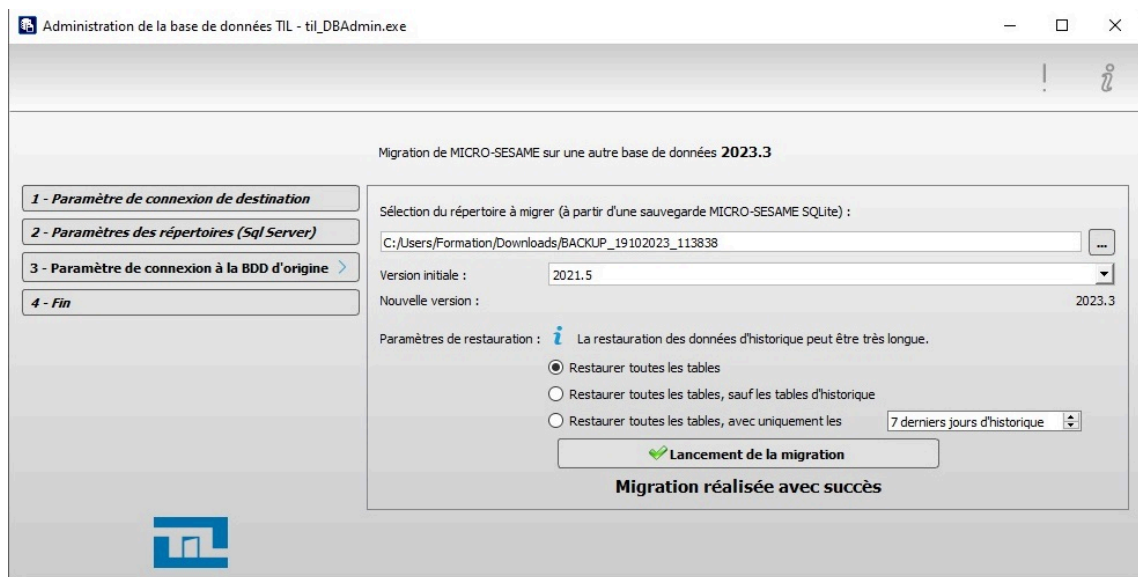 Administration de la base de données TIL - til_DBAdmin.exe
Migration de MICRO-SESAME sur une autre base de données 2023.3
1 - Paramètre de connexion de destination
2 - Paramètres des répertoires (Sql Server)
3 - Paramètre de connexion à la BDD d'origine
4 - Fin
Sélection du répertoire à migrer (à partir d'une sauvegarde MICRO-SESAME SQLite) :
C:/Users/Formation/Downloads/BACKUP_19102023_113838
...
Version initiale : 2021.5
Nouvelle version : 2023.3
Paramètres de restauration : i La restauration des données d'historique peut être très longue.
Restaurer toutes les tables
Restaurer toutes les tables, sauf les tables d'historique
Restaurer toutes les tables, avec uniquement les 7 derniers jours d'historique
Lancement de la migration
Migration réalisée avec succès
TIL